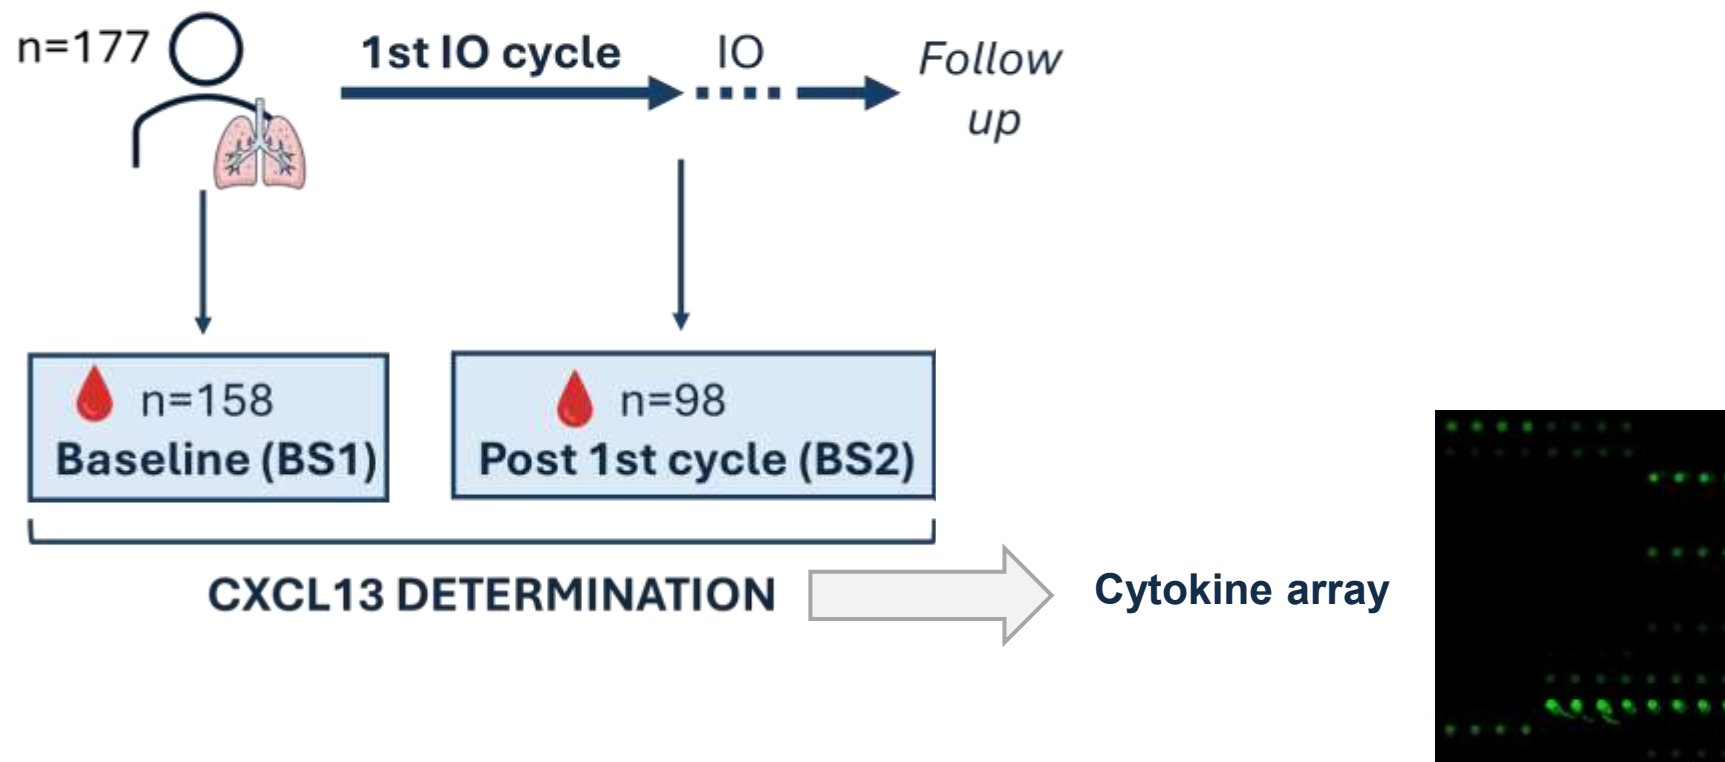 n=177
1st IO cycle
IO
Follow
up
n=158
Baseline (BS1)
n=98
Post 1st cycle (BS2)
CXCL13 DETERMINATION
Cytokine array